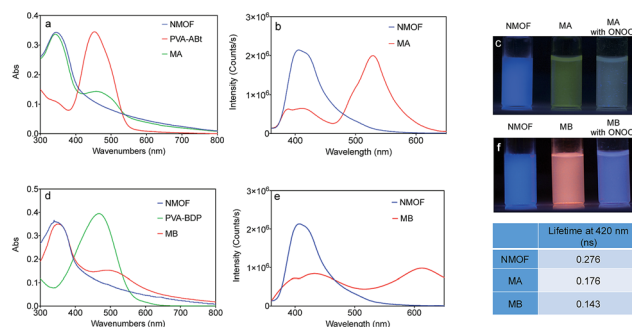 a
NMOF
PVA-ABt
MA
Abs
0.4
0.3
0.2
0.1
0.0
300 400 500 600 700 800
Wavenumbers (nm)
b
NMOF
MA
Intensity (Counts/s)
3×10⁶
2×10⁶
1×10⁶
0
400 500 600
Wavelength (nm)
NMOF MA MA
with ONOO
c
d
NMOF
PVA-BDP
MB
Abs
0.5
0.4
0.3
0.2
0.1
0.0
300 400 500 600 700 800
Wavenumbers (nm)
e
NMOF
MB
Intensity (Counts/s)
3×10⁶
2×10⁶
1×10⁶
0
400 500 600
Wavelength (nm)
NMOF MB MB
with ONOO
f
Lifetime at 420 nm
(ns)
NMOF 0.276
MA 0.176
MB 0.143